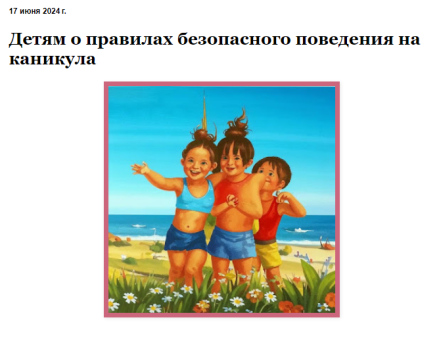 17 июня 2024 г.
Детям о правилах безопасного поведения на
каникула